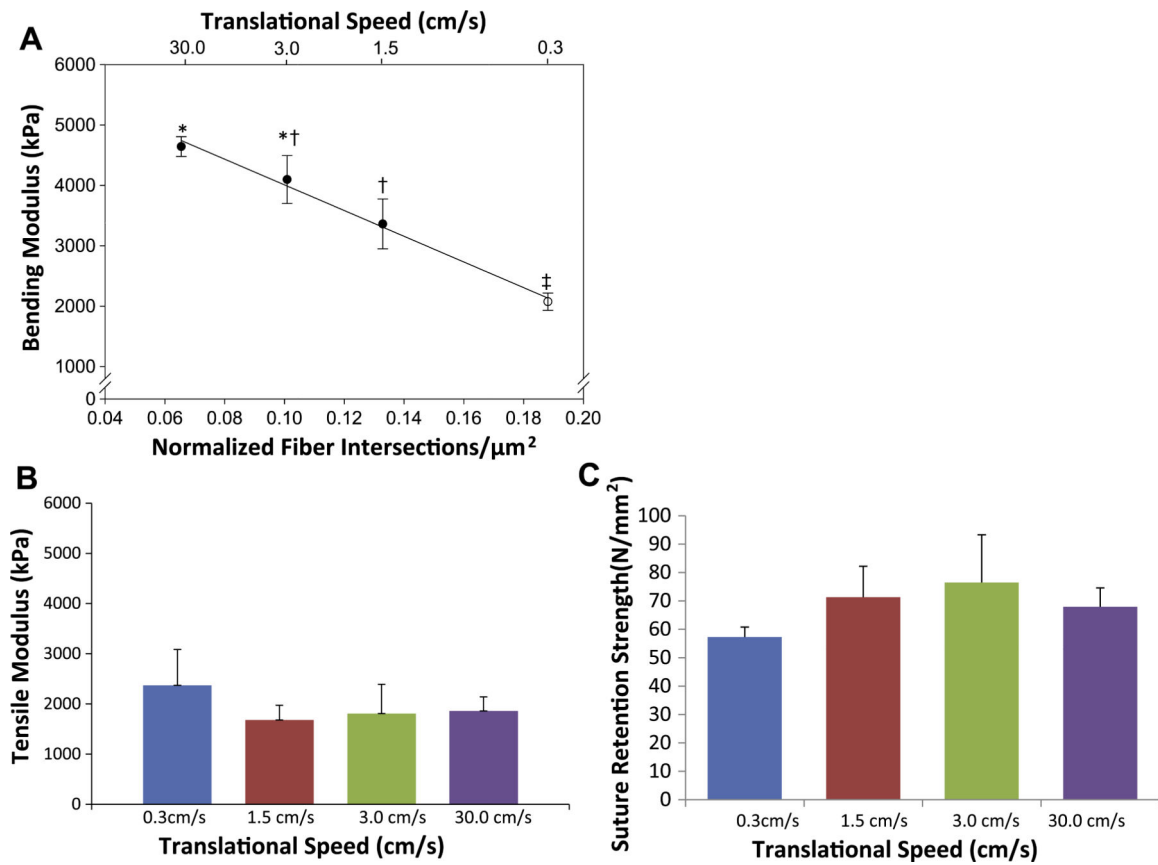 A
Translational Speed (cm/s)
30.0 3.0 1.5 0.3
6000
5000
4000
3000
2000
1000
0
Bending Modulus (kPa)
*
*†
†
‡
0.04 0.06 0.08 0.10 0.12 0.14 0.16 0.18 0.20
Normalized Fiber Intersections/μm²
B
6000
5000
4000
3000
2000
1000
0
Tensile Modulus (kPa)
0.3cm/s 1.5 cm/s 3.0 cm/s 30.0 cm/s
Translational Speed (cm/s)
C
100
90
80
70
60
50
40
30
20
10
0
Suture Retention Strength(N/mm²)
0.3cm/s 1.5 cm/s 3.0 cm/s 30.0 cm/s
Translational Speed (cm/s)